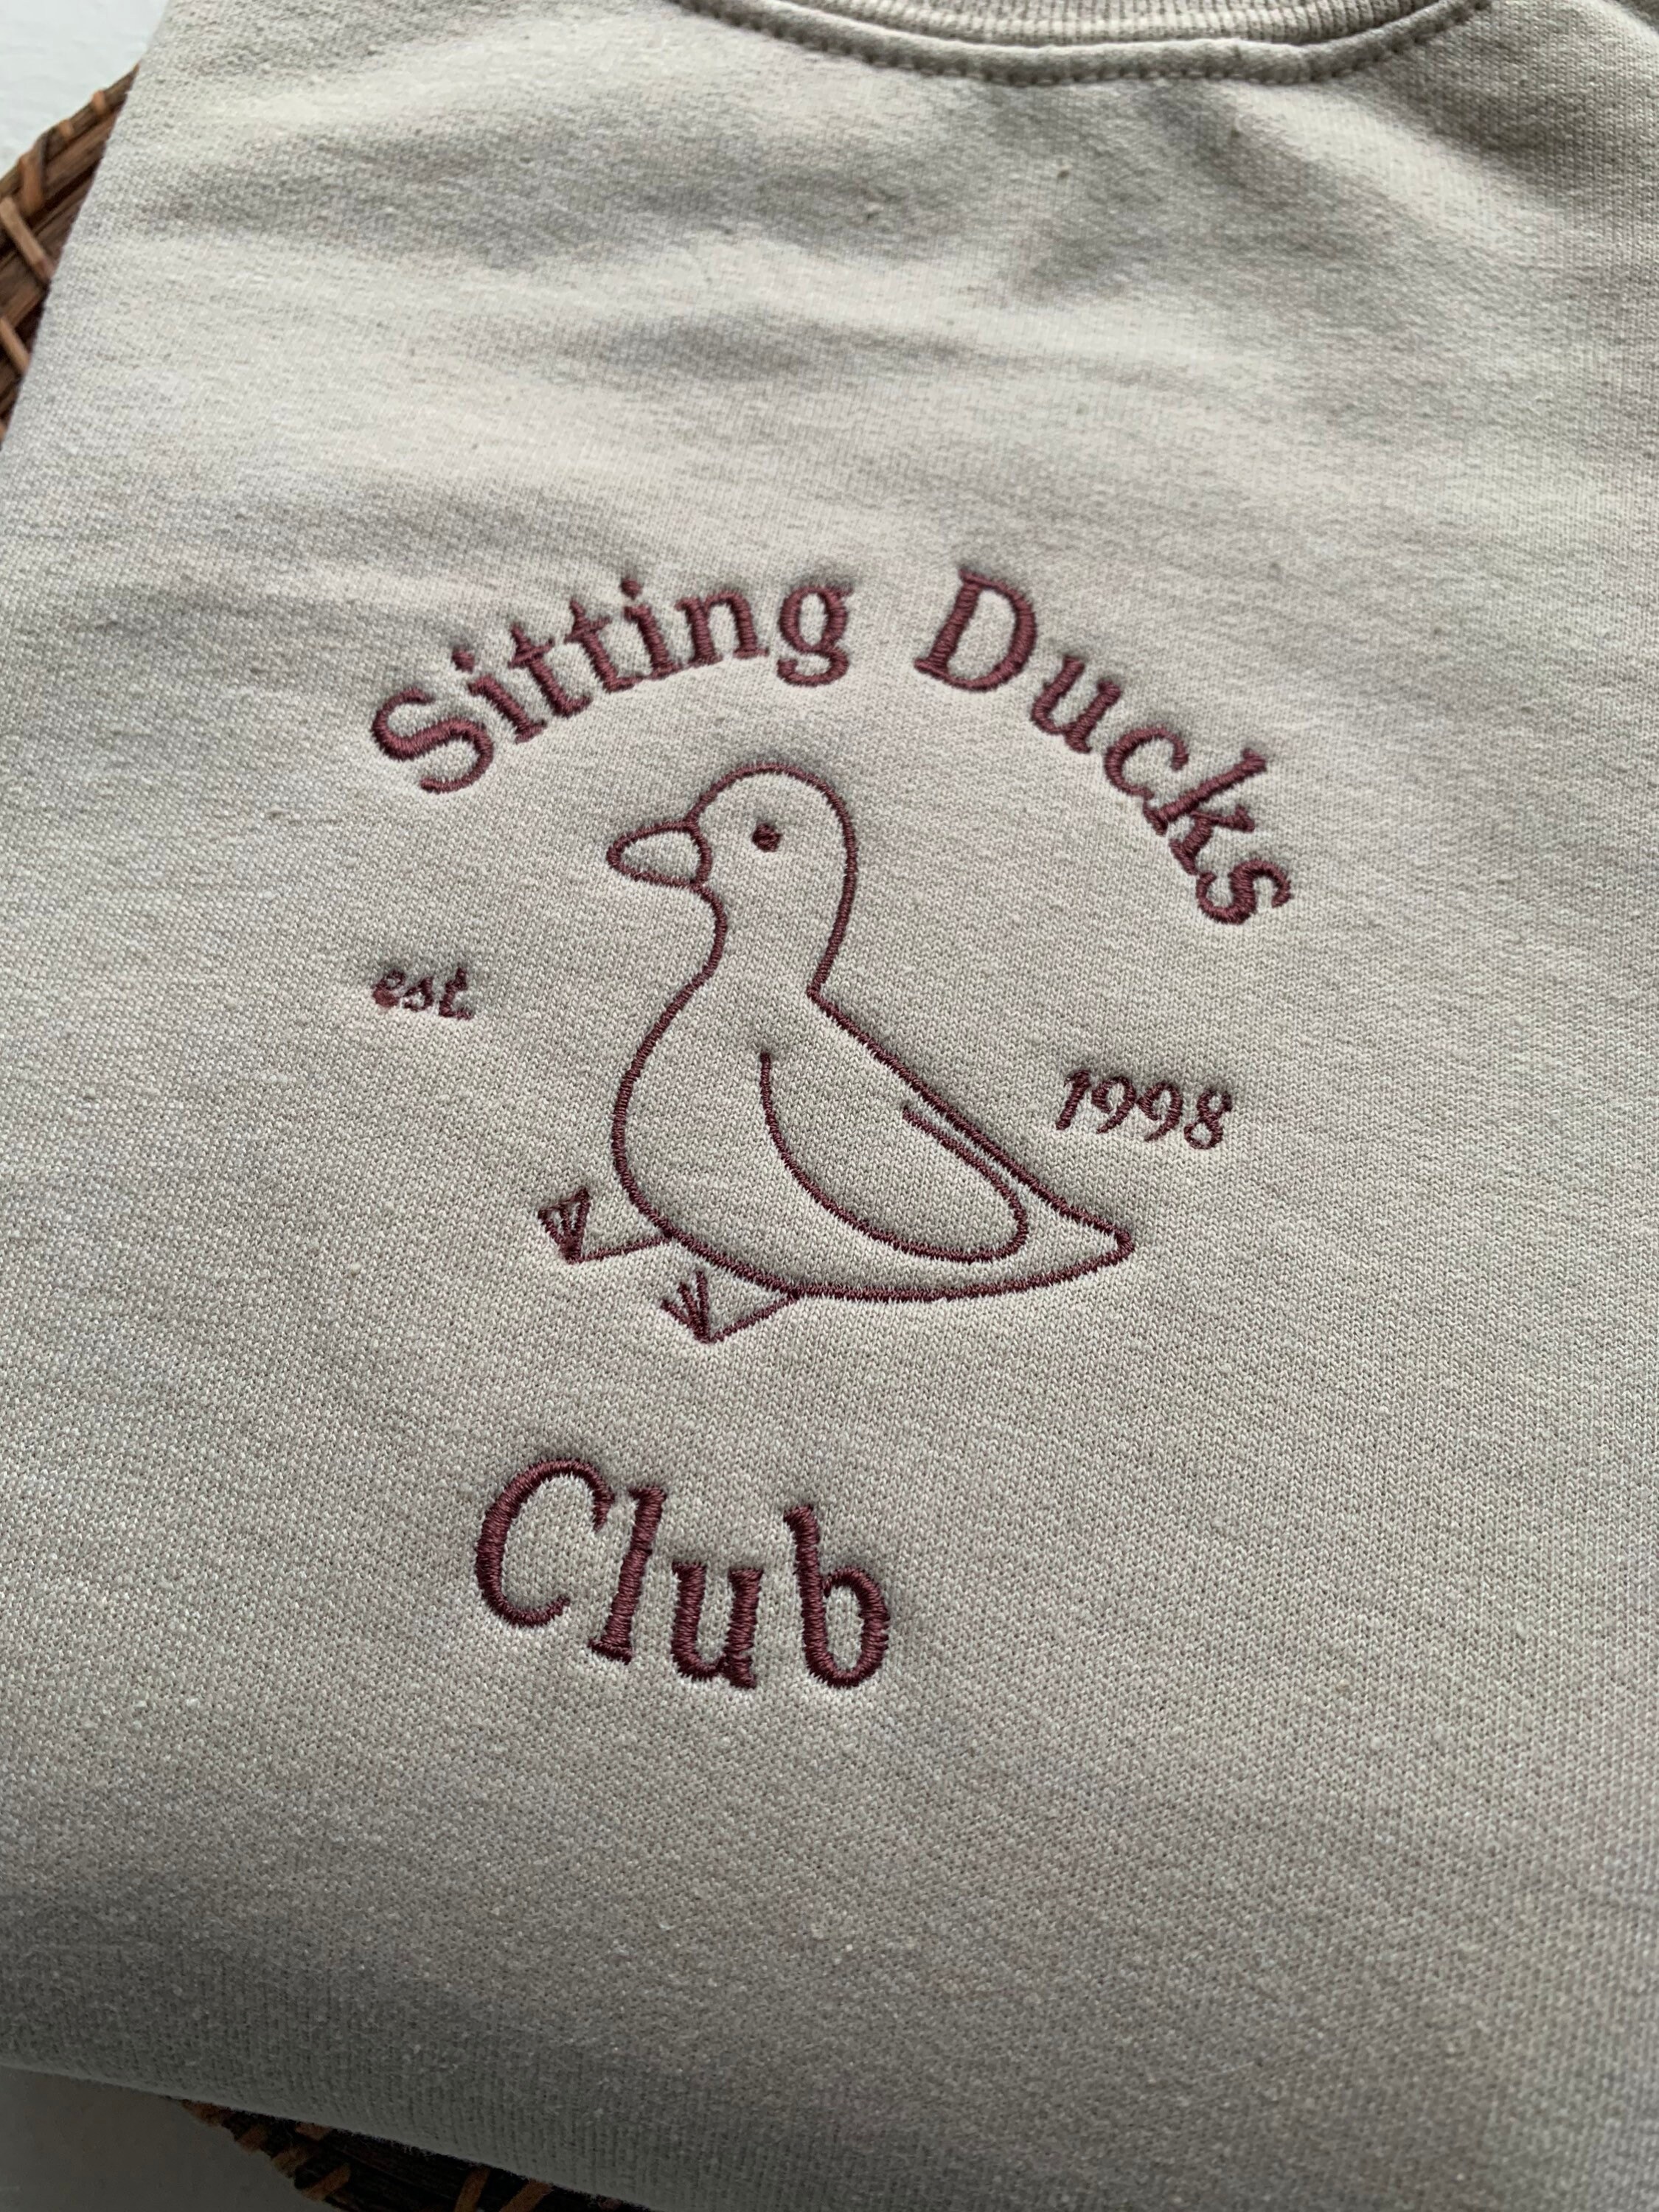 Sitting Ducks
est. 1998
Club